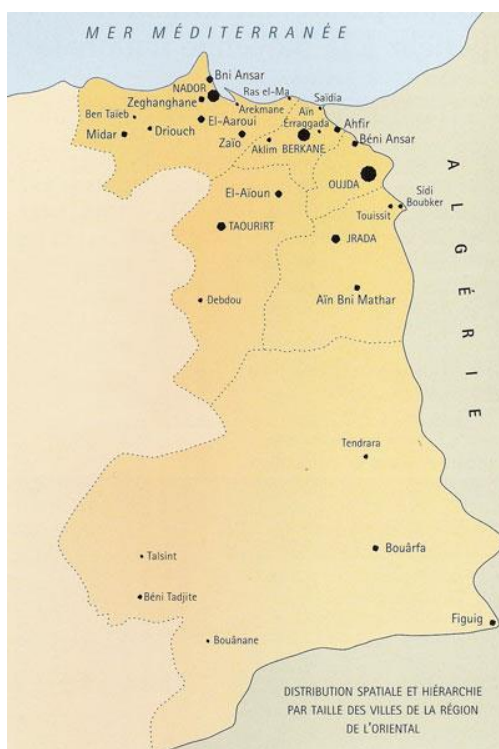 MER MÉDITERRANÉE
Bni Ansar
NADOR
Ras el-Ma
Saïdia
Zeghanghane
Arekmane
Aïn
Erraggada
Ben Taïeb
El-Aaroui
Ahfir
Midar
Driouch
Zaïo
Aklim
BERKANE
Béni Ansar
OUJDA
El-Aïoun
Sidi
Boubker
Touissit
TAOURIRT
JRADA
ALGÉRIE
Debdou
Aïn Bni Mathar
Tendrara
Talsint
Bouârfa
Béni Tadjite
Figuig
Bouânane
DISTRIBUTION SPATIALE ET HIÉRARCHIE
PAR TAILLE DES VILLES DE LA RÉGION
DE L'ORIENTAL